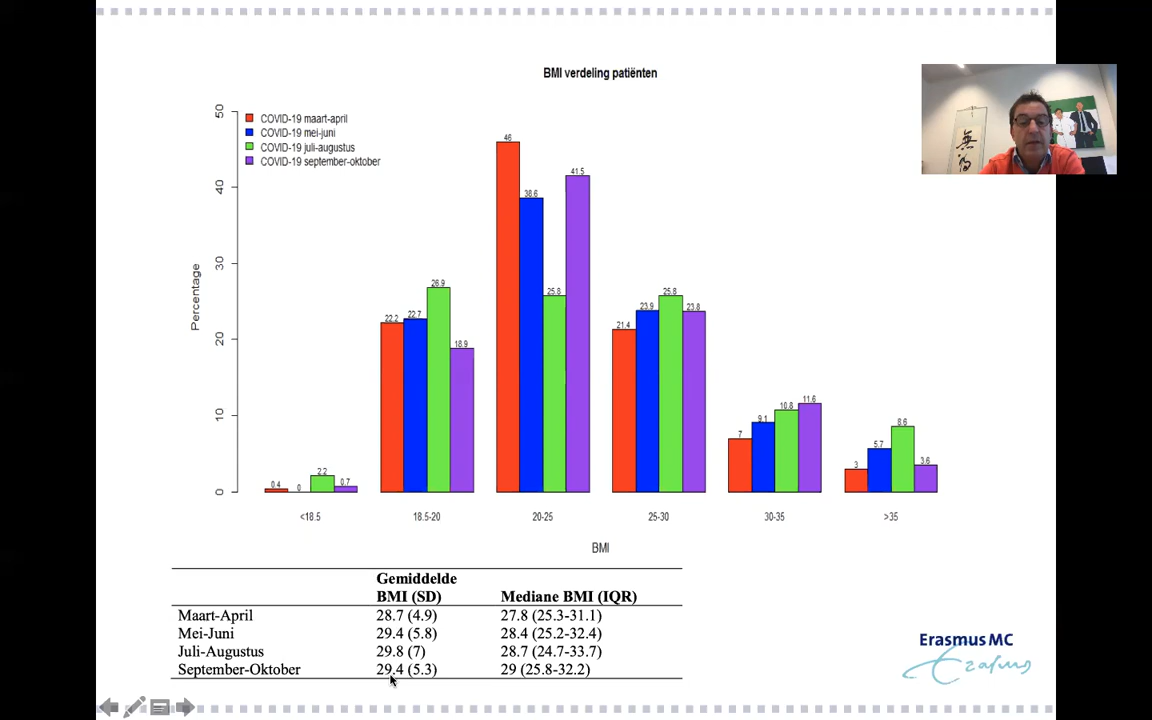 BMI verdeling patiënten
COVID-19 maart-april
COVID-19 mei-juni
COVID-19 juli-augustus
COVID-19 september-oktober
Percentage
50
40
30
20
10
0
0.4 0 2.2 0.7
22.2 22.7 26.9 18.9
46 38.6 25.8 41.5
21.4 23.9 25.8 23.8
7 9.1 10.8 11.6
3 5.7 8.6 3.6
<18.5 18.5-20 20-25 25-30 30-35 >35
BMI
Gemiddelde
BMI (SD) Mediane BMI (IQR)
Maart-April 28.7 (4.9) 27.8 (25.3-31.1)
Mei-Juni 29.4 (5.8) 28.4 (25.2-32.4)
Juli-Augustus 29.8 (7) 28.7 (24.7-33.7)
September-Oktober 29.4 (5.3) 29 (25.8-32.2)
Erasmus MC
Erasmus